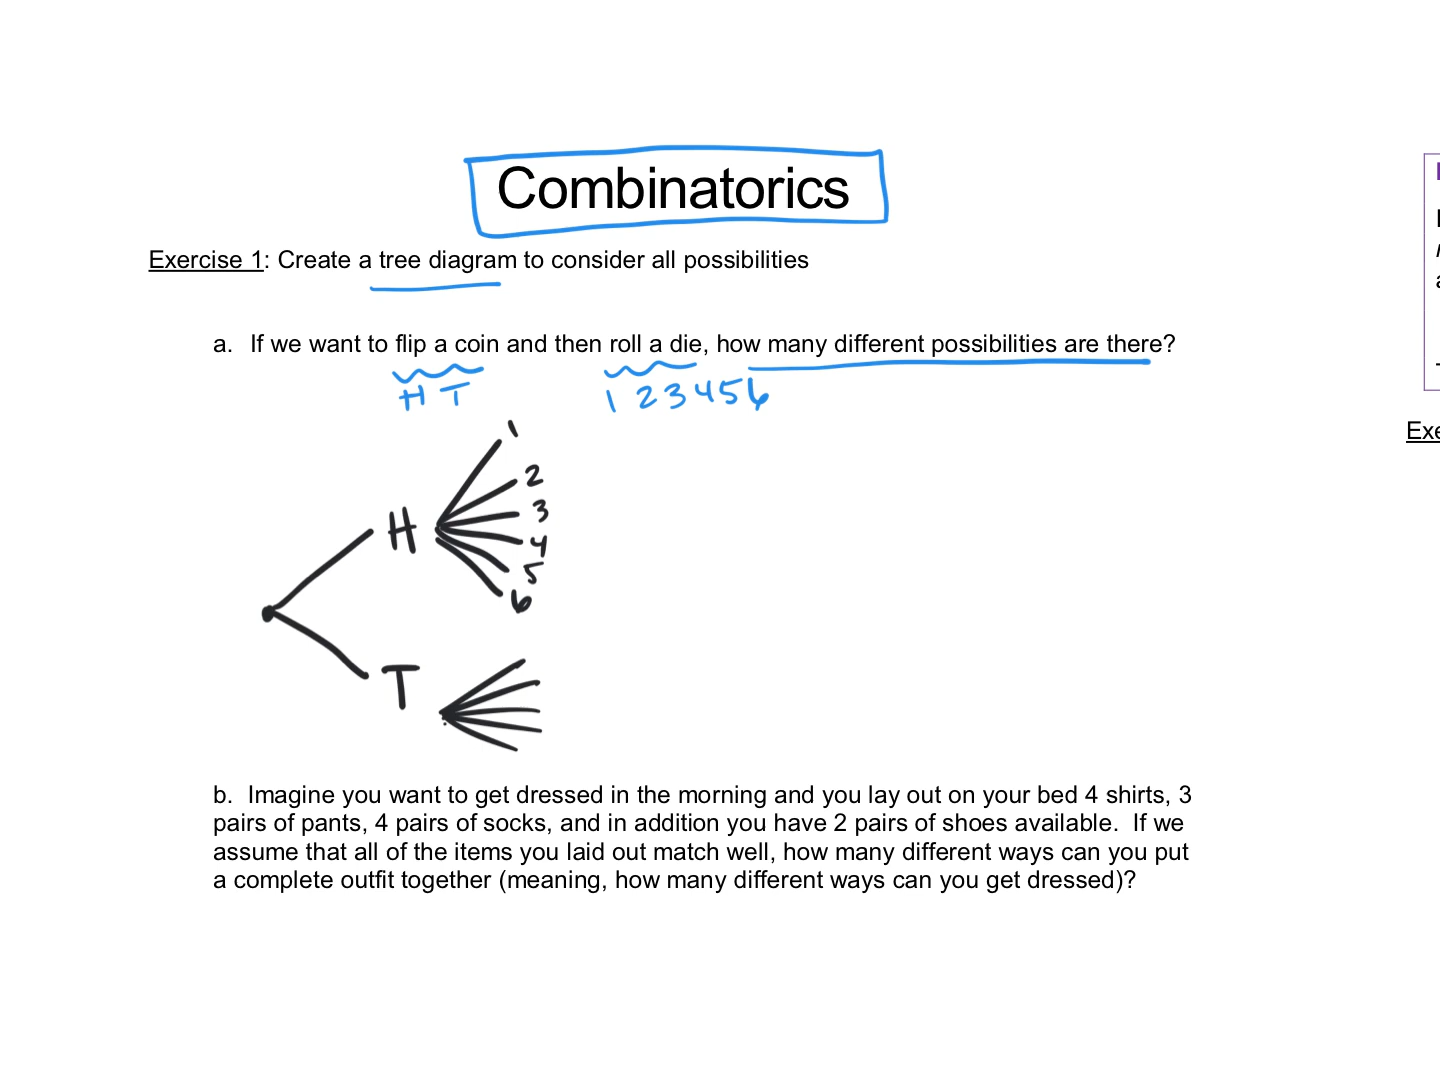 Combinatorics
Exercise 1: Create a tree diagram to consider all possibilities
a. If we want to flip a coin and then roll a die, how many different possibilities are there?
H T 1 2 3 4 5 6
1
2
H 3
4
5
6
T
b. Imagine you want to get dressed in the morning and you lay out on your bed 4 shirts, 3
pairs of pants, 4 pairs of socks, and in addition you have 2 pairs of shoes available. If we
assume that all of the items you laid out match well, how many different ways can you put
a complete outfit together (meaning, how many different ways can you get dressed)?
Exe